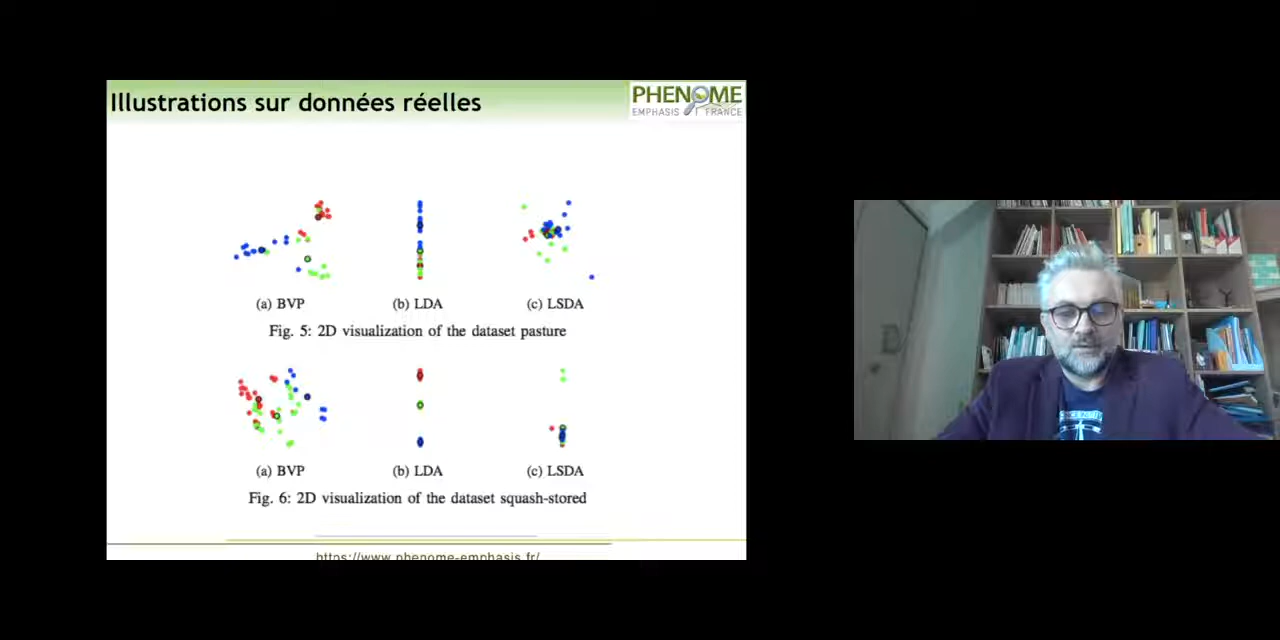 Illustrations sur données réelles
PHENOME
EMPHASIS FRANCE
(a) BVP
(b) LDA
(c) LSDA
Fig. 5: 2D visualization of the dataset pasture
(a) BVP
(b) LDA
(c) LSDA
Fig. 6: 2D visualization of the dataset squash-stored
https://www.phenome-emphasis.fr/